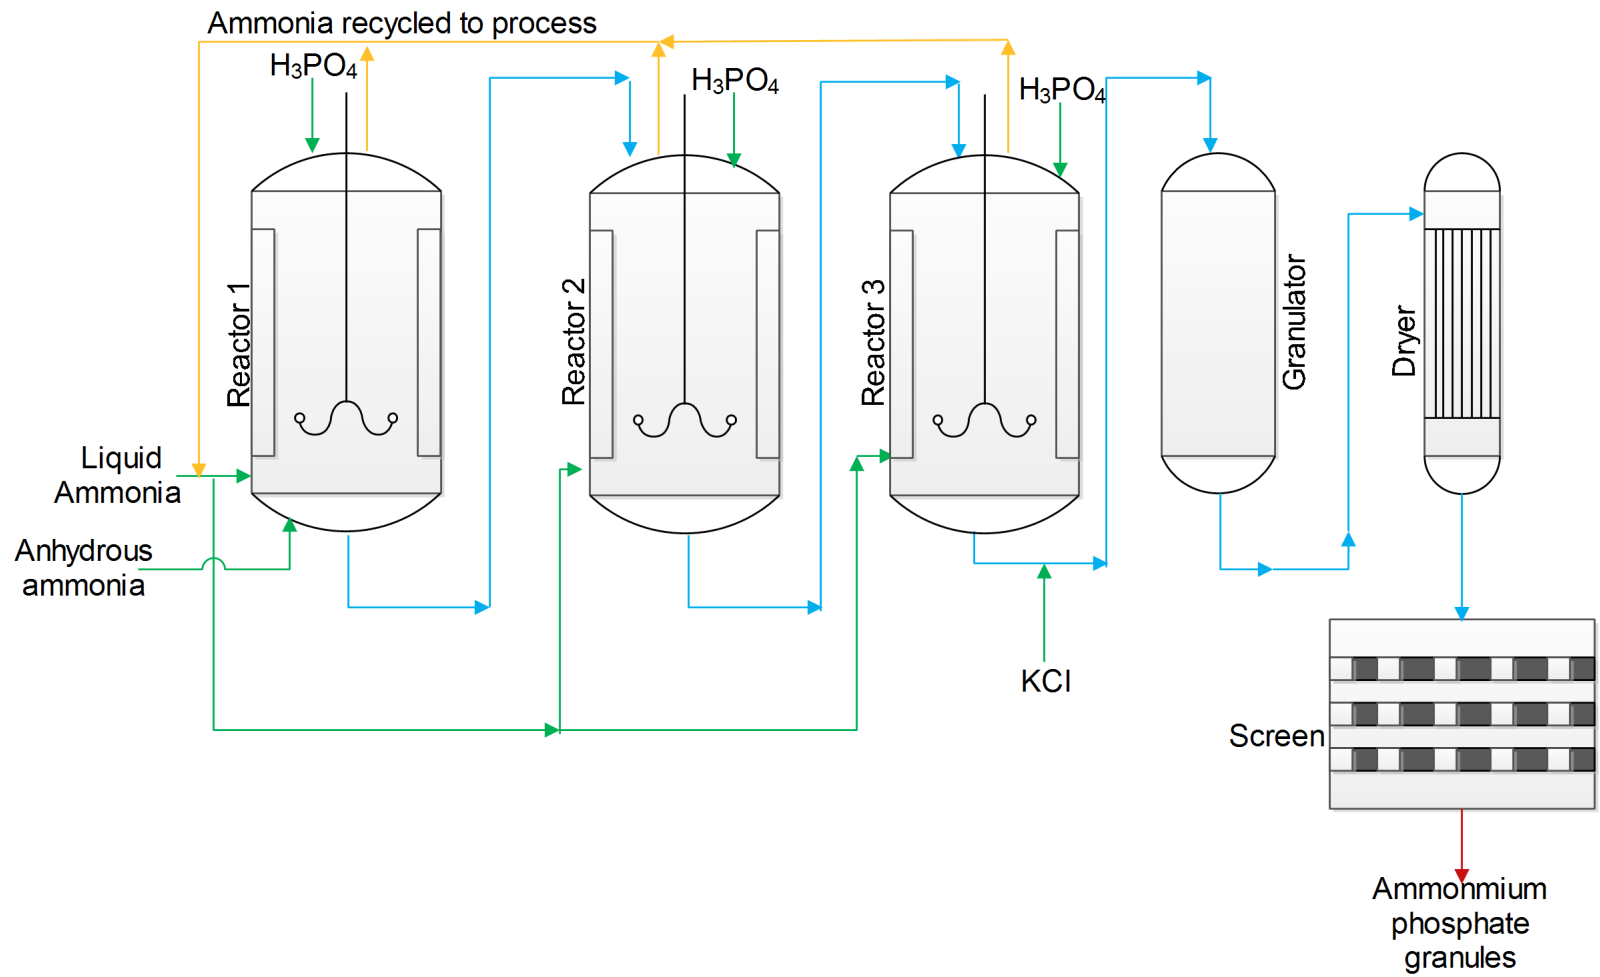 Ammonia recycled to process
H₃PO₄
H₃PO₄
H₃PO₄
Reactor 1
Reactor 2
Reactor 3
Granulator
Dryer
Liquid
Ammonia
Anhydrous
ammonia
KCl
Screen
Ammonmium
phosphate
granules